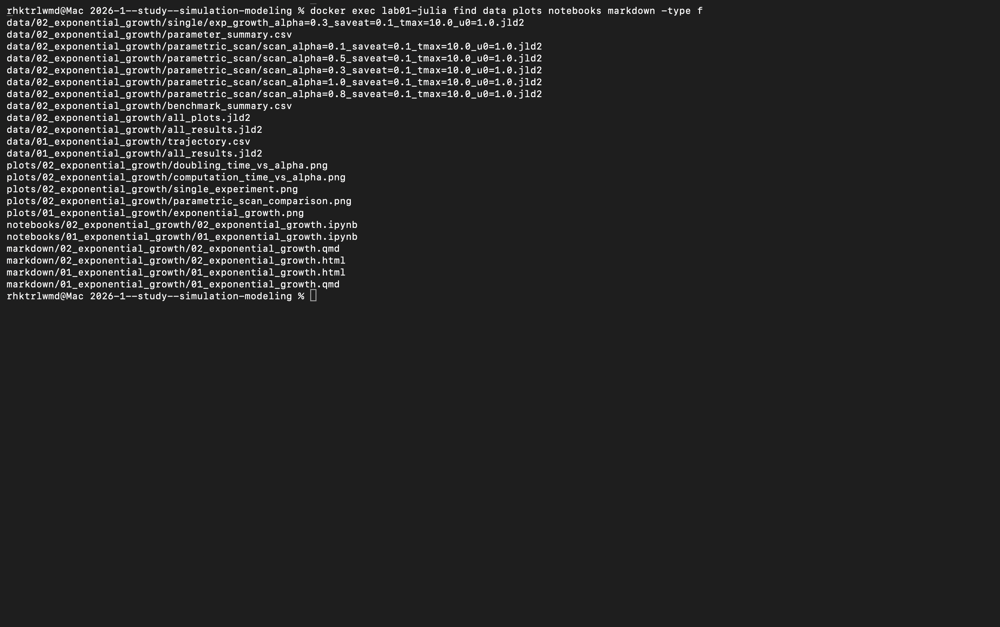 rhktrlwmd@Mac 2026-1--study--simulation-modeling % docker exec lab01-julia find data plots notebooks markdown -type f
data/02_exponential_growth/single/exp_growth_alpha=0.3_saveat=0.1_tmax=10.0_u0=1.0.jld2
data/02_exponential_growth/parameter_summary.csv
data/02_exponential_growth/parametric_scan/scan_alpha=0.1_saveat=0.1_tmax=10.0_u0=1.0.jld2
data/02_exponential_growth/parametric_scan/scan_alpha=0.5_saveat=0.1_tmax=10.0_u0=1.0.jld2
data/02_exponential_growth/parametric_scan/scan_alpha=0.3_saveat=0.1_tmax=10.0_u0=1.0.jld2
data/02_exponential_growth/parametric_scan/scan_alpha=1.0_saveat=0.1_tmax=10.0_u0=1.0.jld2
data/02_exponential_growth/parametric_scan/scan_alpha=0.8_saveat=0.1_tmax=10.0_u0=1.0.jld2
data/02_exponential_growth/benchmark_summary.csv
data/02_exponential_growth/all_plots.jld2
data/02_exponential_growth/all_results.jld2
data/01_exponential_growth/trajectory.csv
data/01_exponential_growth/all_results.jld2
plots/02_exponential_growth/doubling_time_vs_alpha.png
plots/02_exponential_growth/computation_time_vs_alpha.png
plots/02_exponential_growth/single_experiment.png
plots/02_exponential_growth/parametric_scan_comparison.png
plots/01_exponential_growth/exponential_growth.png
notebooks/02_exponential_growth/02_exponential_growth.ipynb
notebooks/01_exponential_growth/01_exponential_growth.ipynb
markdown/02_exponential_growth/02_exponential_growth.qmd
markdown/02_exponential_growth/02_exponential_growth.html
markdown/01_exponential_growth/01_exponential_growth.html
markdown/01_exponential_growth/01_exponential_growth.qmd
rhktrlwmd@Mac 2026-1--study--simulation-modeling %